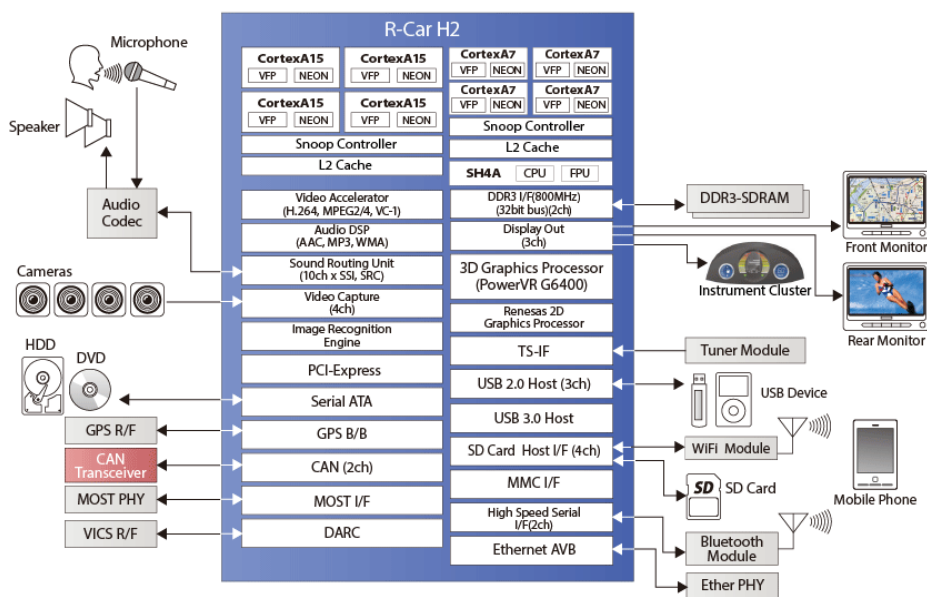 R-Car H2
Microphone
Speaker
Audio
Codec
Cameras
HDD
DVD
GPS R/F
CAN
Transceiver
MOST PHY
VICS R/F
CortexA15
VFP NEON
CortexA15
VFP NEON
CortexA15
VFP NEON
CortexA15
VFP NEON
Snoop Controller
L2 Cache
Video Accelerator
(H.264, MPEG2/4, VC-1)
Audio DSP
(AAC, MP3, WMA)
Sound Routing Unit
(10ch x SSI, SRC)
Video Capture
(4ch)
Image Recognition
Engine
PCI-Express
Serial ATA
GPS B/B
CAN (2ch)
MOST I/F
DARC
CortexA7
VFP NEON
CortexA7
VFP NEON
CortexA7
VFP NEON
CortexA7
VFP NEON
Snoop Controller
L2 Cache
SH4A CPU FPU
DDR3 I/F(800MHz)
(32bit bus)(2ch)
Display Out
(3ch)
3D Graphics Processor
(PowerVR G6400)
Renesas 2D
Graphics Processor
TS-IF
USB 2.0 Host (3ch)
USB 3.0 Host
SD Card Host I/F (4ch)
MMC I/F
High Speed Serial
I/F(2ch)
Ethernet AVB
DDR3-SDRAM
Front Monitor
Instrument Cluster
Rear Monitor
Tuner Module
USB Device
WiFi Module
SD
SD Card
Mobile Phone
Bluetooth
Module
Ether PHY